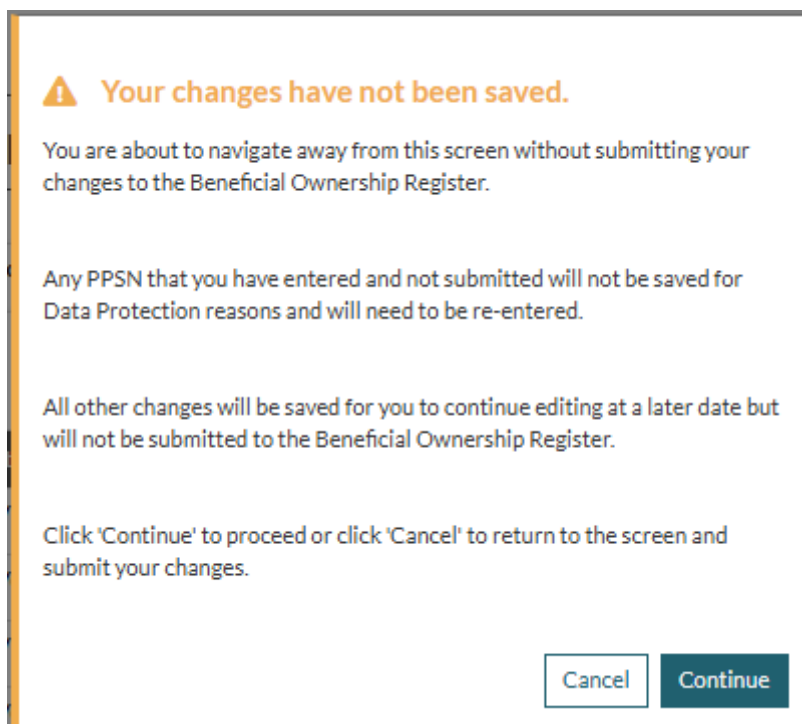 Your changes have not been saved.
You are about to navigate away from this screen without submitting your
changes to the Beneficial Ownership Register.
Any PPSN that you have entered and not submitted will not be saved for
Data Protection reasons and will need to be re-entered.
All other changes will be saved for you to continue editing at a later date but
will not be submitted to the Beneficial Ownership Register.
Click 'Continue' to proceed or click 'Cancel' to return to the screen and
submit your changes.
Cancel
Continue